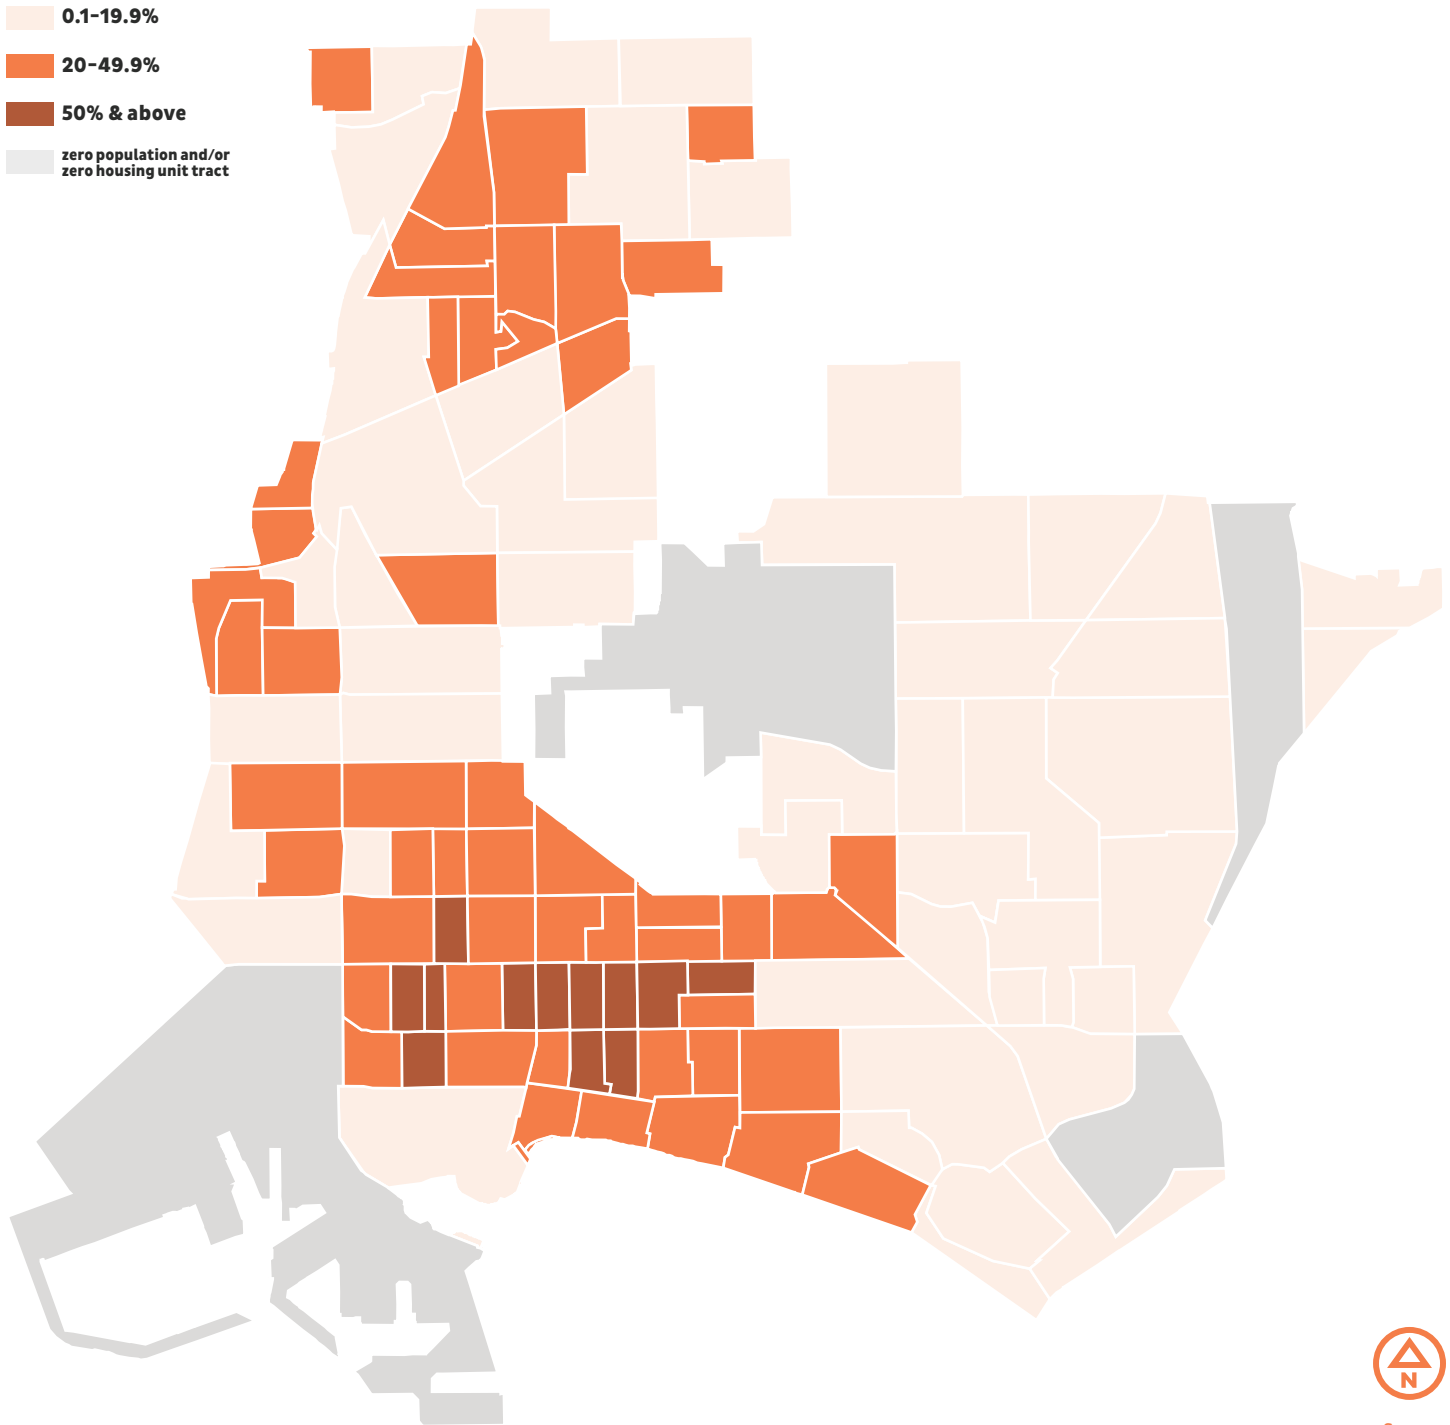 0.1-19.9%
20-49.9%
50% & above
zero population and/or
zero housing unit tract
N